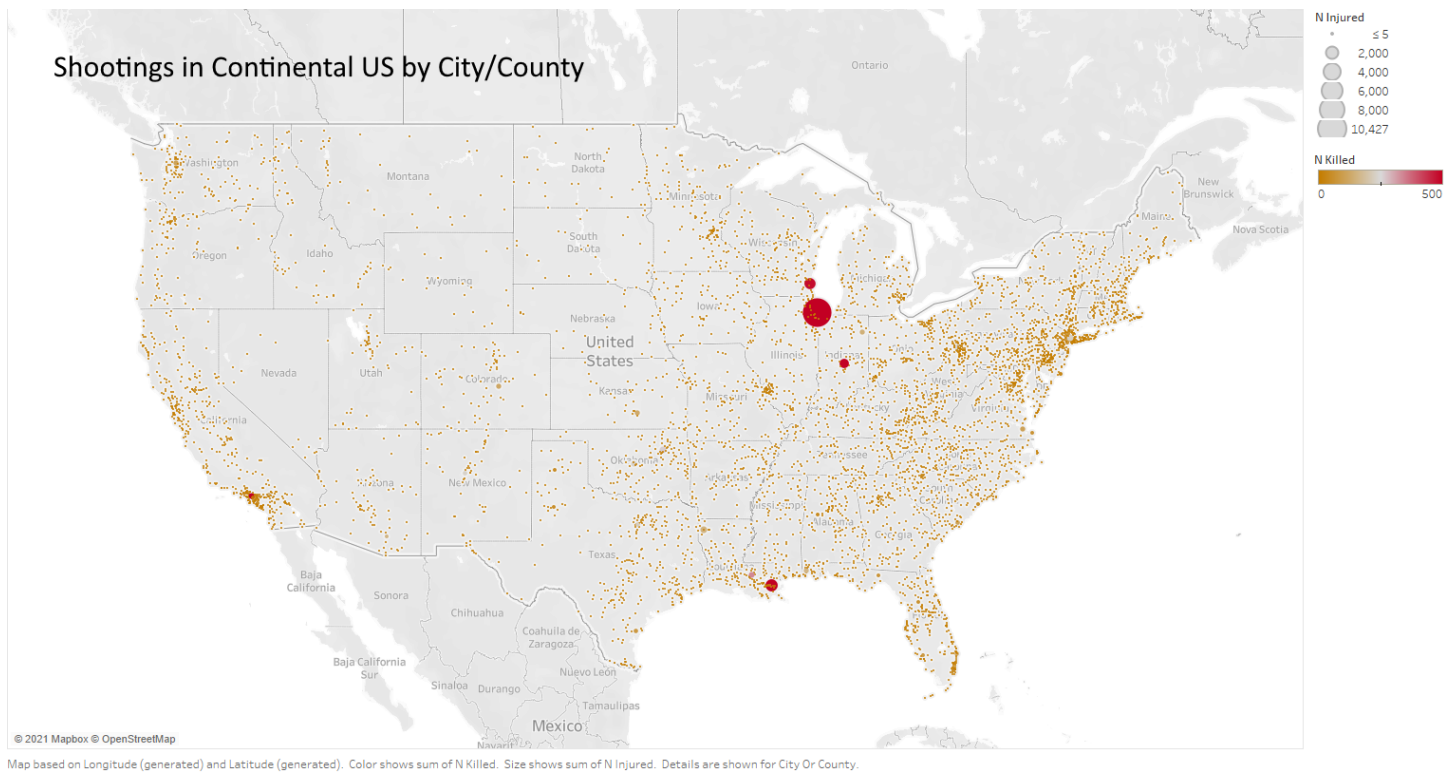 Shootings in Continental US by City/County
Ontario
Washington
Montana
North
Dakota
Minnesota
New
Brunswick
Maine
Nova Scotia
Oregon
Idaho
South
Dakota
Wisconsin
Wyoming
Iowa
Nebraska
United
States
Illinois
Indiana
Nevada
Utah
Colorado
Kansas
Missouri
West
Virginia
California
Oklahoma
Tennessee
Arizona
New Mexico
Arkansas
Mississippi
Alabama
Georgia
Texas
Baja
California
Sonora
Chihuahua
Coahuila de
Zaragoza
Baja California
Sur
Nuevo León
Sinaloa
Durango
Tamaulipas
Mexico
Nayarit
© 2021 Mapbox © OpenStreetMap
Map based on Longitude (generated) and Latitude (generated). Color shows sum of N Killed. Size shows sum of N Injured. Details are shown for City Or County.
N Injured
≤ 5
2,000
4,000
6,000
8,000
10,427
N Killed
0 500